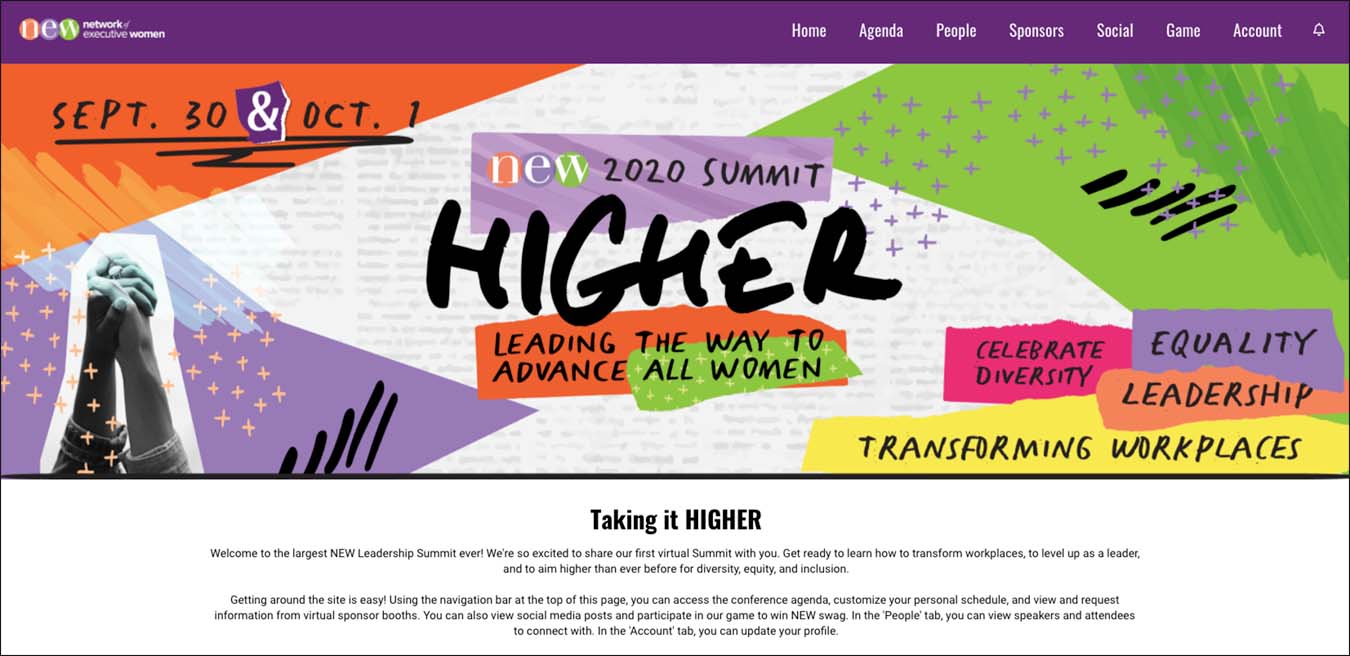 new network of
executive women
Home Agenda People Sponsors Social Game Account
SEPT. 30 & OCT. 1
new 2020 SUMMIT
HIGHER
LEADING THE WAY TO
ADVANCE ALL WOMEN
CELEBRATE
DIVERSITY
EQUALITY
LEADERSHIP
TRANSFORMING WORKPLACES
Taking it HIGHER
Welcome to the largest NEW Leadership Summit ever! We're so excited to share our first virtual Summit with you. Get ready to learn how to transform workplaces, to level up as a leader,
and to aim higher than ever before for diversity, equity, and inclusion.
Getting around the site is easy! Using the navigation bar at the top of this page, you can access the conference agenda, customize your personal schedule, and view and request
information from virtual sponsor booths. You can also view social media posts and participate in our game to win NEW swag. In the 'People' tab, you can view speakers and attendees
to connect with. In the 'Account' tab, you can update your profile.